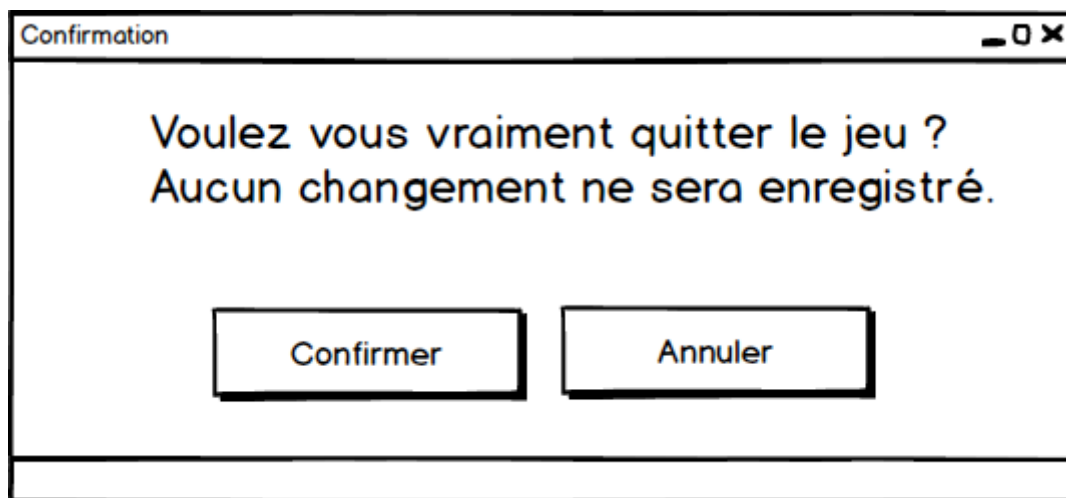 Confirmation
Voulez vous vraiment quitter le jeu ?
Aucun changement ne sera enregistré.
Confirmer
Annuler